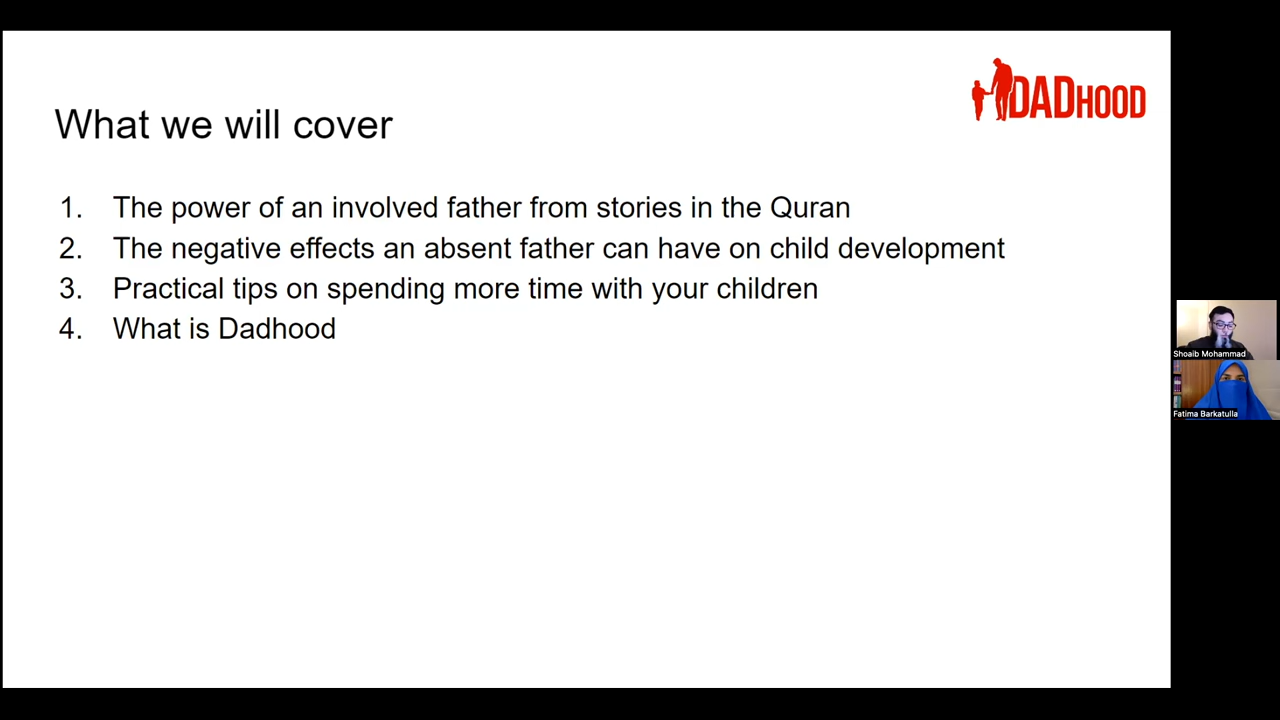 DADHOOD
What we will cover
1. The power of an involved father from stories in the Quran
2. The negative effects an absent father can have on child development
3. Practical tips on spending more time with your children
4. What is Dadhood
Shoaib Mohammad
Fatima Barkatulla